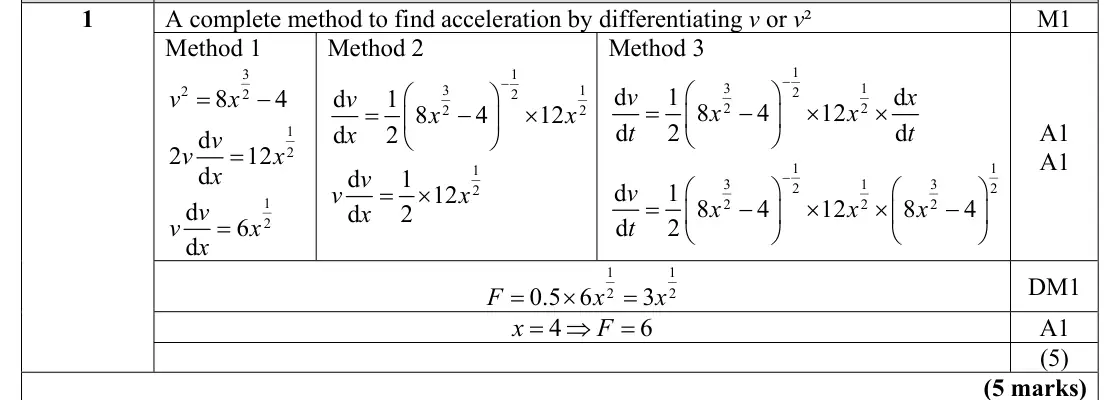 1 A complete method to find acceleration by differentiating v or v² M1
Method 1
v² = 8x^(3/2) − 4
2v dv/dx = 12x^(1/2)
v dv/dx = 6x^(1/2)
Method 2
dv/dx = 1/2 (8x^(3/2) − 4)^(−1/2) × 12x^(1/2)
v dv/dx = 1/2 × 12x^(1/2)
Method 3
dv/dt = 1/2 (8x^(3/2) − 4)^(−1/2) × 12x^(1/2) × dx/dt
dv/dt = 1/2 (8x^(3/2) − 4)^(−1/2) × 12x^(1/2) × (8x^(3/2) − 4)^(1/2)
A1
A1
F = 0.5 × 6x^(1/2) = 3x^(1/2) DM1
x = 4 ⇒ F = 6 A1
(5)
(5 marks)